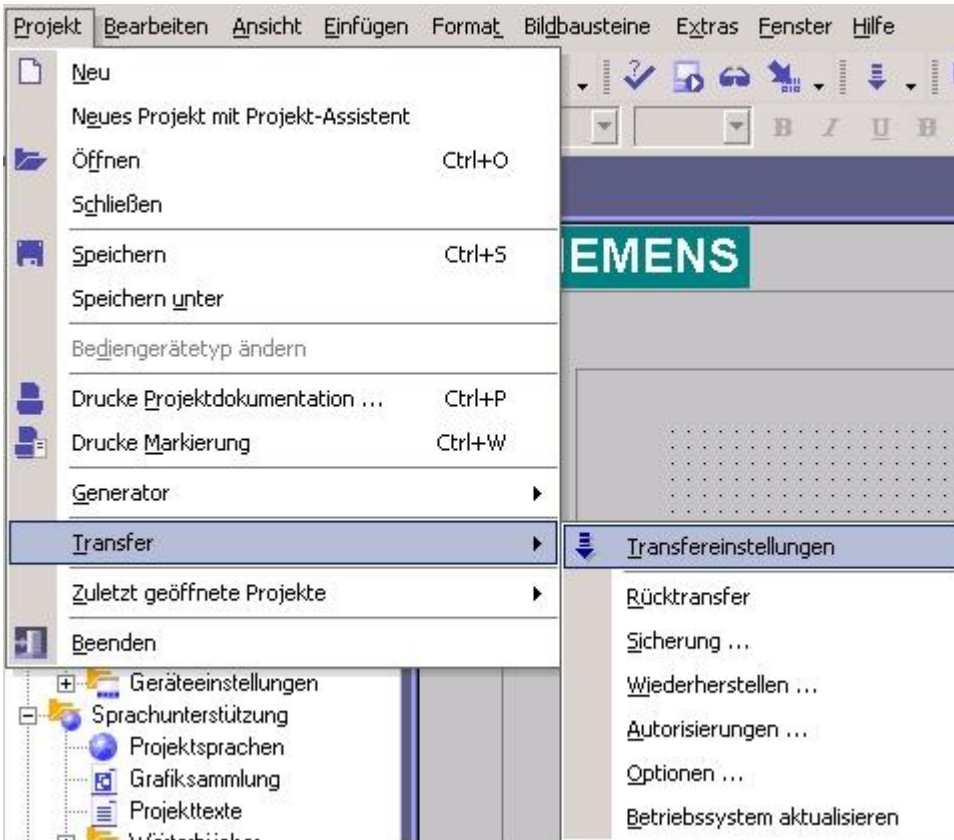 Projekt Bearbeiten Ansicht Einfügen Format Bildbausteine Extras Fenster Hilfe
Neu
Neues Projekt mit Projekt-Assistent
Öffnen Ctrl+O
Schließen
Speichern Ctrl+S
Speichern unter
Bediengerätetyp ändern
Drucke Projektdokumentation ... Ctrl+P
Drucke Markierung Ctrl+W
Generator
Transfer
Zuletzt geöffnete Projekte
Beenden
B I U B
IEMENS
Transfereinstellungen
Rücktransfer
Sicherung ...
Wiederherstellen ...
Autorisierungen ...
Optionen ...
Betriebssystem aktualisieren
Geräteeinstellungen
Sprachunterstützung
Projektsprachen
Grafiksammlung
Projekttexte